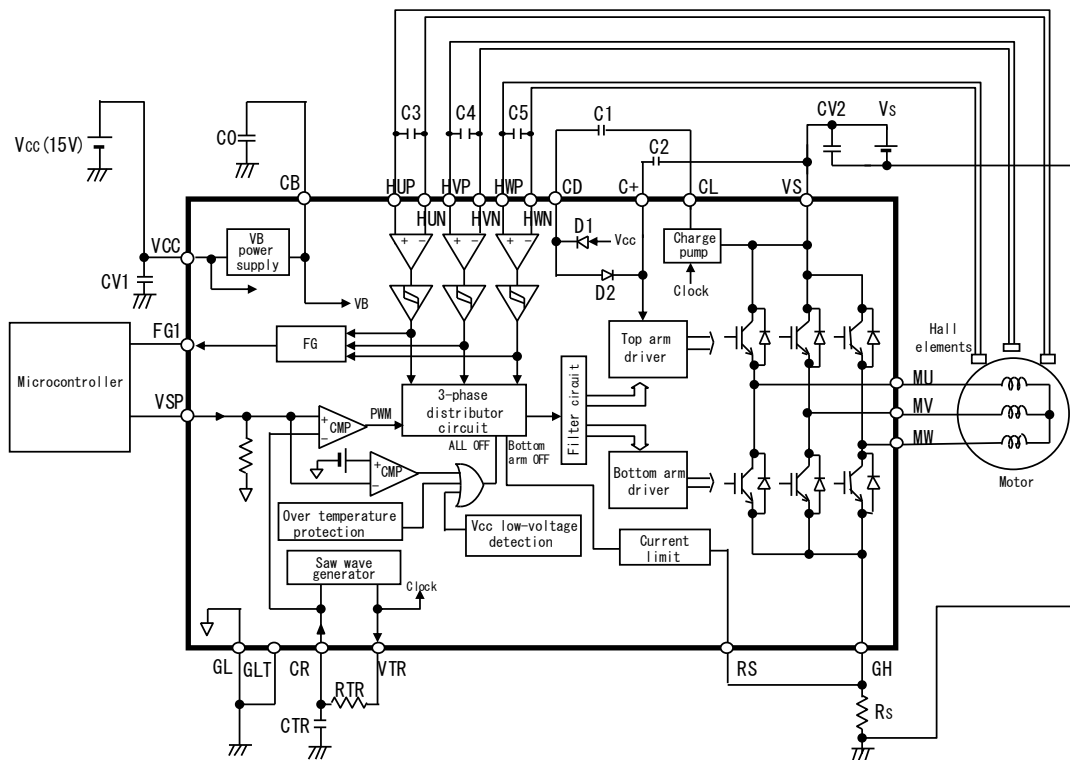 C3
C4
C5
C1
C2
CV2
Vs
Vcc(15V)
C0
CB
HUP
HVP
HWP
CD
C+
CL
VS
HUN
HVN
HWN
VCC
VB power supply
CV1
VB
D1
Vcc
D2
Charge pump
Clock
+ −
+ −
+ −
Microcontroller
FG1
FG
VSP
Top arm driver
Hall elements
MU
MV
MW
Motor
3-phase distributor circuit
PWM
+
−
CMP
ALL OFF
Bottom arm OFF
Filter circuit
+
−
CMP
Bottom arm driver
Over temperature protection
Vcc low-voltage detection
Current limit
Saw wave generator
Clock
GL
GLT
CR
VTR
RS
GH
RTR
CTR
Rs